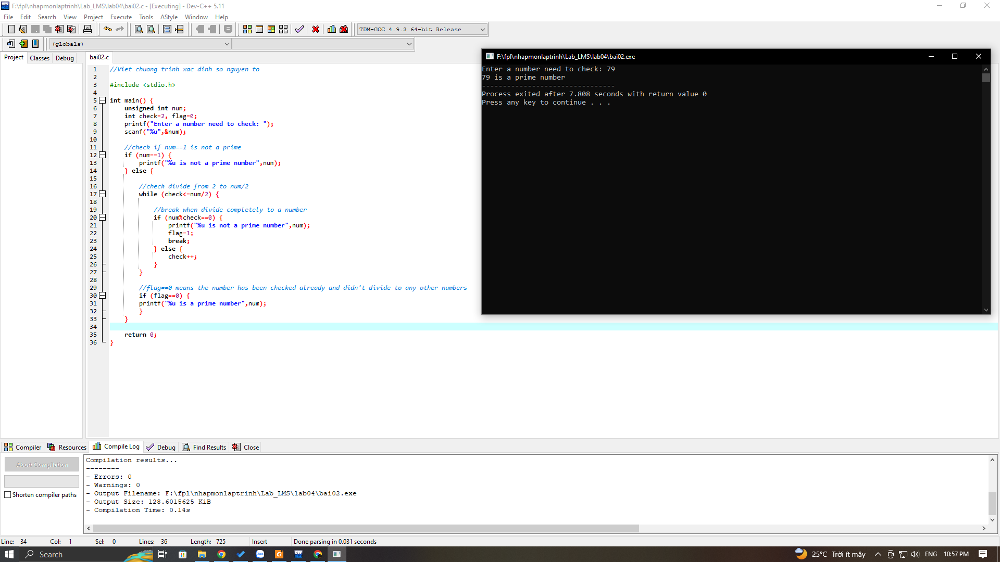 F:\fpl\nhapmonlaptrinh\Lab_LMS\lab04\bai02.c - [Executing] - Dev-C++ 5.11
File Edit Search View Project Execute Tools AStyle Window Help
TDM-GCC 4.9.2 64-bit Release
(globals)
Project Classes Debug
bai02.c
1 //Viet chuong trinh xac dinh so nguyen to
2
3 #include <stdio.h>
4
5 int main() {
6 unsigned int num;
7 int check=2, flag=0;
8 printf("Enter a number need to check: ");
9 scanf("%u",&num);
10
11 //check if num==1 is not a prime
12 if (num==1) {
13 printf("%u is not a prime number",num);
14 } else {
15
16 //check divide from 2 to num/2
17 while (check<=num/2) {
18
19 //break when divide completely to a number
20 if (num%check==0) {
21 printf("%u is not a prime number",num);
22 flag=1;
23 break;
24 } else {
25 check++;
26 }
27 }
28
29 //flag==0 means the number has been checked already and didn't divide to any other numbers
30 if (flag==0) {
31 printf("%u is a prime number",num);
32 }
33 }
34
35 return 0;
36 }
F:\fpl\nhapmonlaptrinh\Lab_LMS\lab04\bai02.exe
Enter a number need to check: 79
79 is a prime number
--------------------------------
Process exited after 7.808 seconds with return value 0
Press any key to continue . . .
Compiler Resources Compile Log Debug Find Results Close
Abort Compilation
Shorten compiler paths
Compilation results...
--------
- Errors: 0
- Warnings: 0
- Output Filename: F:\fpl\nhapmonlaptrinh\Lab_LMS\lab04\bai02.exe
- Output Size: 128.6015625 KiB
- Compilation Time: 0.14s
Line: 34 Col: 1 Sel: 0 Lines: 36 Length: 725 Insert Done parsing in 0.031 seconds
Search
25°C Trời ít mây ENG 10:57 PM